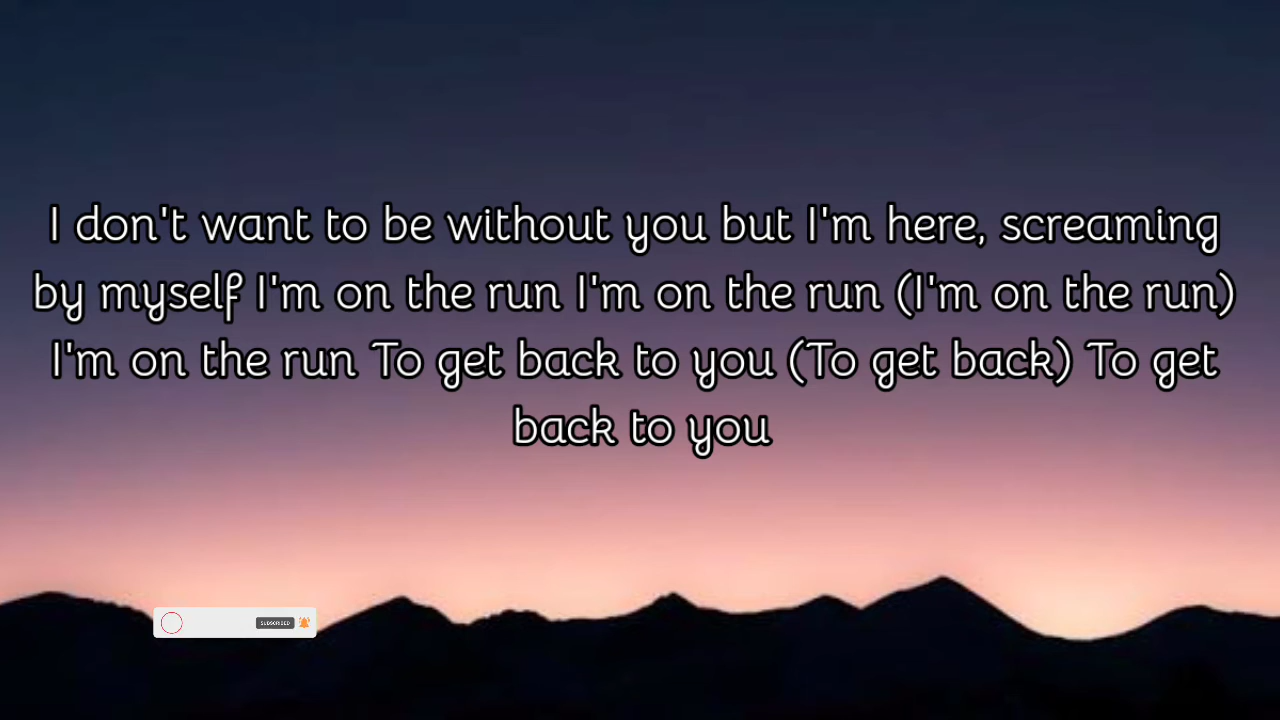 I don't want to be without you but I'm here, screaming
by myself I'm on the run I'm on the run (I'm on the run)
I'm on the run To get back to you (To get back) To get
back to you
SUBSCRIBED